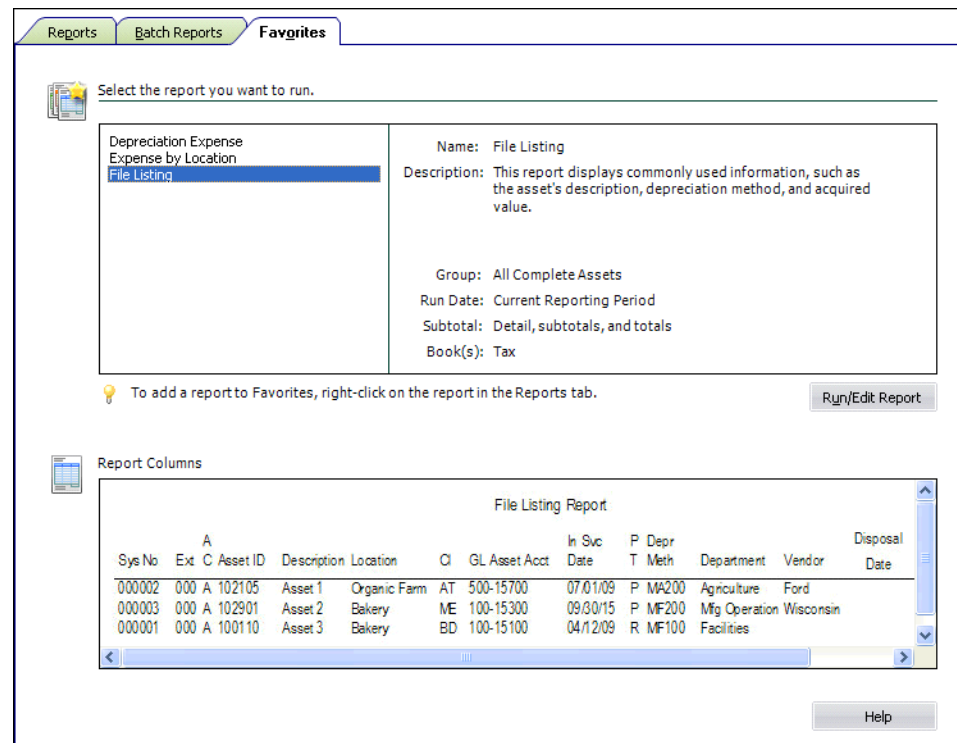 Reports Batch Reports Favorites
Select the report you want to run.
Depreciation Expense
Expense by Location
File Listing
Name: File Listing
Description: This report displays commonly used information, such as
the asset's description, depreciation method, and acquired
value.
Group: All Complete Assets
Run Date: Current Reporting Period
Subtotal: Detail, subtotals, and totals
Book(s): Tax
To add a report to Favorites, right-click on the report in the Reports tab.
Run/Edit Report
Report Columns
File Listing Report
A In Svc P Depr Disposal
Sys No Ext C Asset ID Description Location Cl GL Asset Acct Date T Meth Department Vendor Date
000002 000 A 102105 Asset 1 Organic Farm AT 500-15700 07/01/09 P MA200 Agriculture Ford
000003 000 A 102901 Asset 2 Bakery ME 100-15300 09/30/15 P MF200 Mfg Operation Wisconsin
000001 000 A 100110 Asset 3 Bakery BD 100-15100 04/12/09 R MF100 Facilities
Help